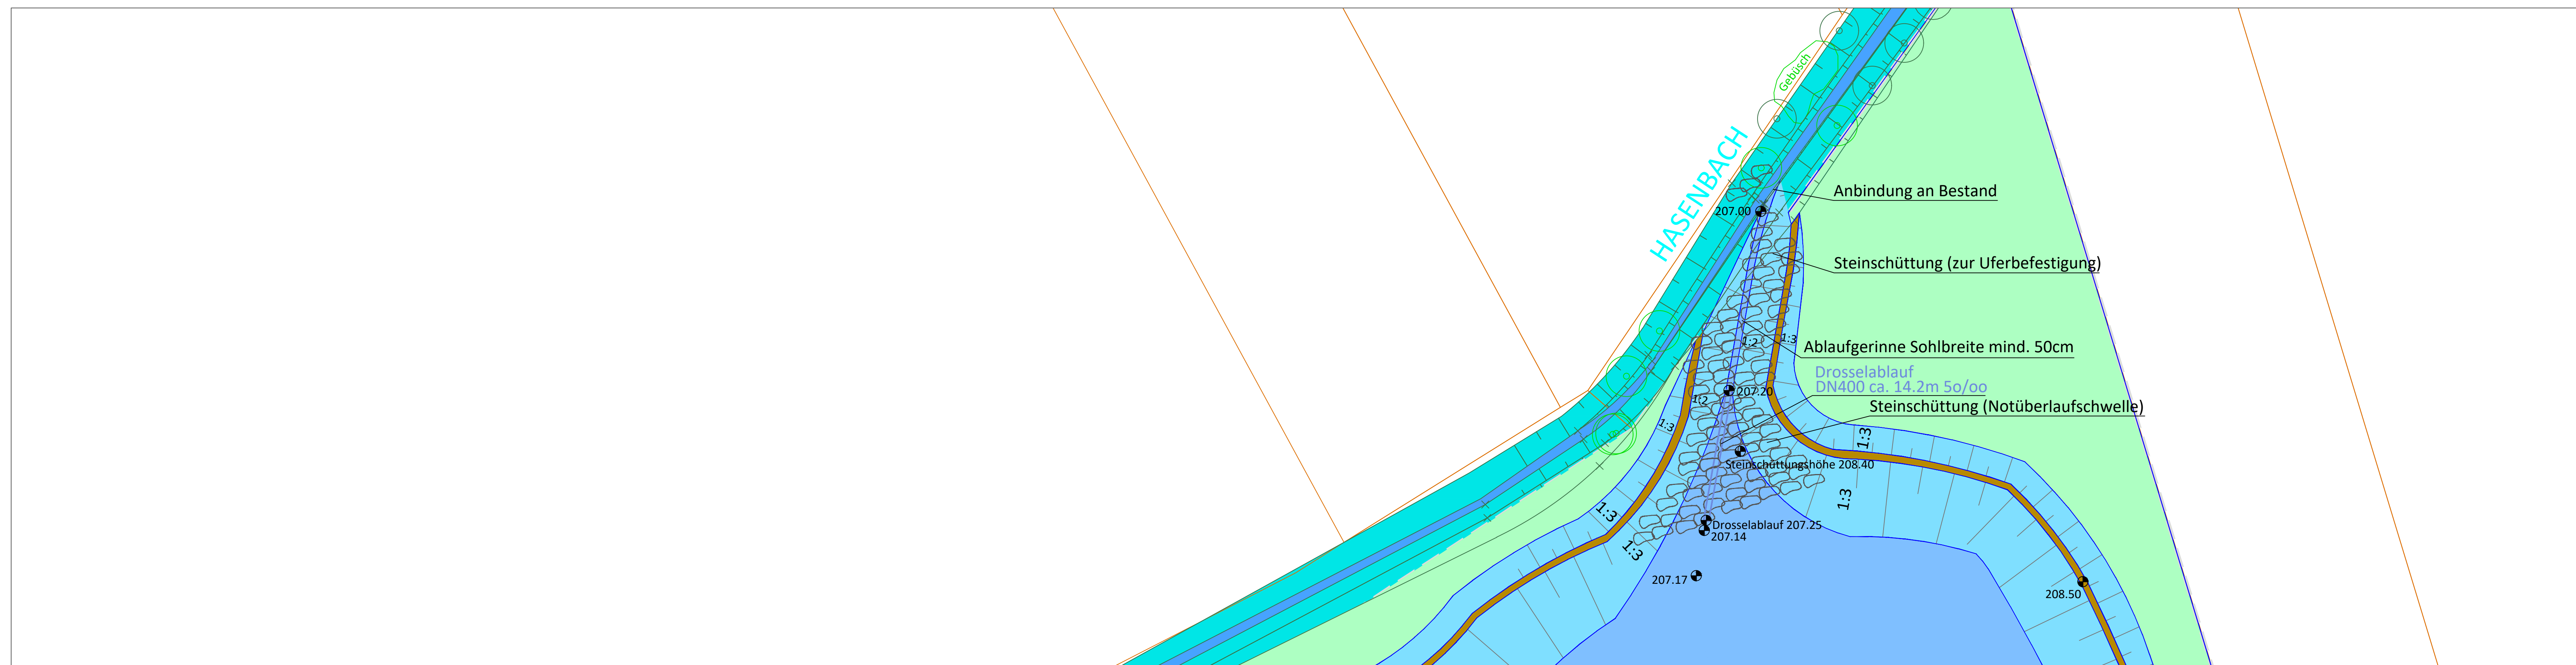 Gebüsch
HASENBACH
Anbindung an Bestand
207.00
Steinschüttung (zur Uferbefestigung)
1:2
1:3
Ablaufgerinne Sohlbreite mind. 50cm
Drosselablauf
DN400 ca. 14.2m 5o/oo
207.20
1:2
Steinschüttung (Notüberlaufschwelle)
1:3
1:3
Steinschüttungshöhe 208.40
1:3
1:3
Drosselablauf 207.25
207.14
1:3
207.17
208.50